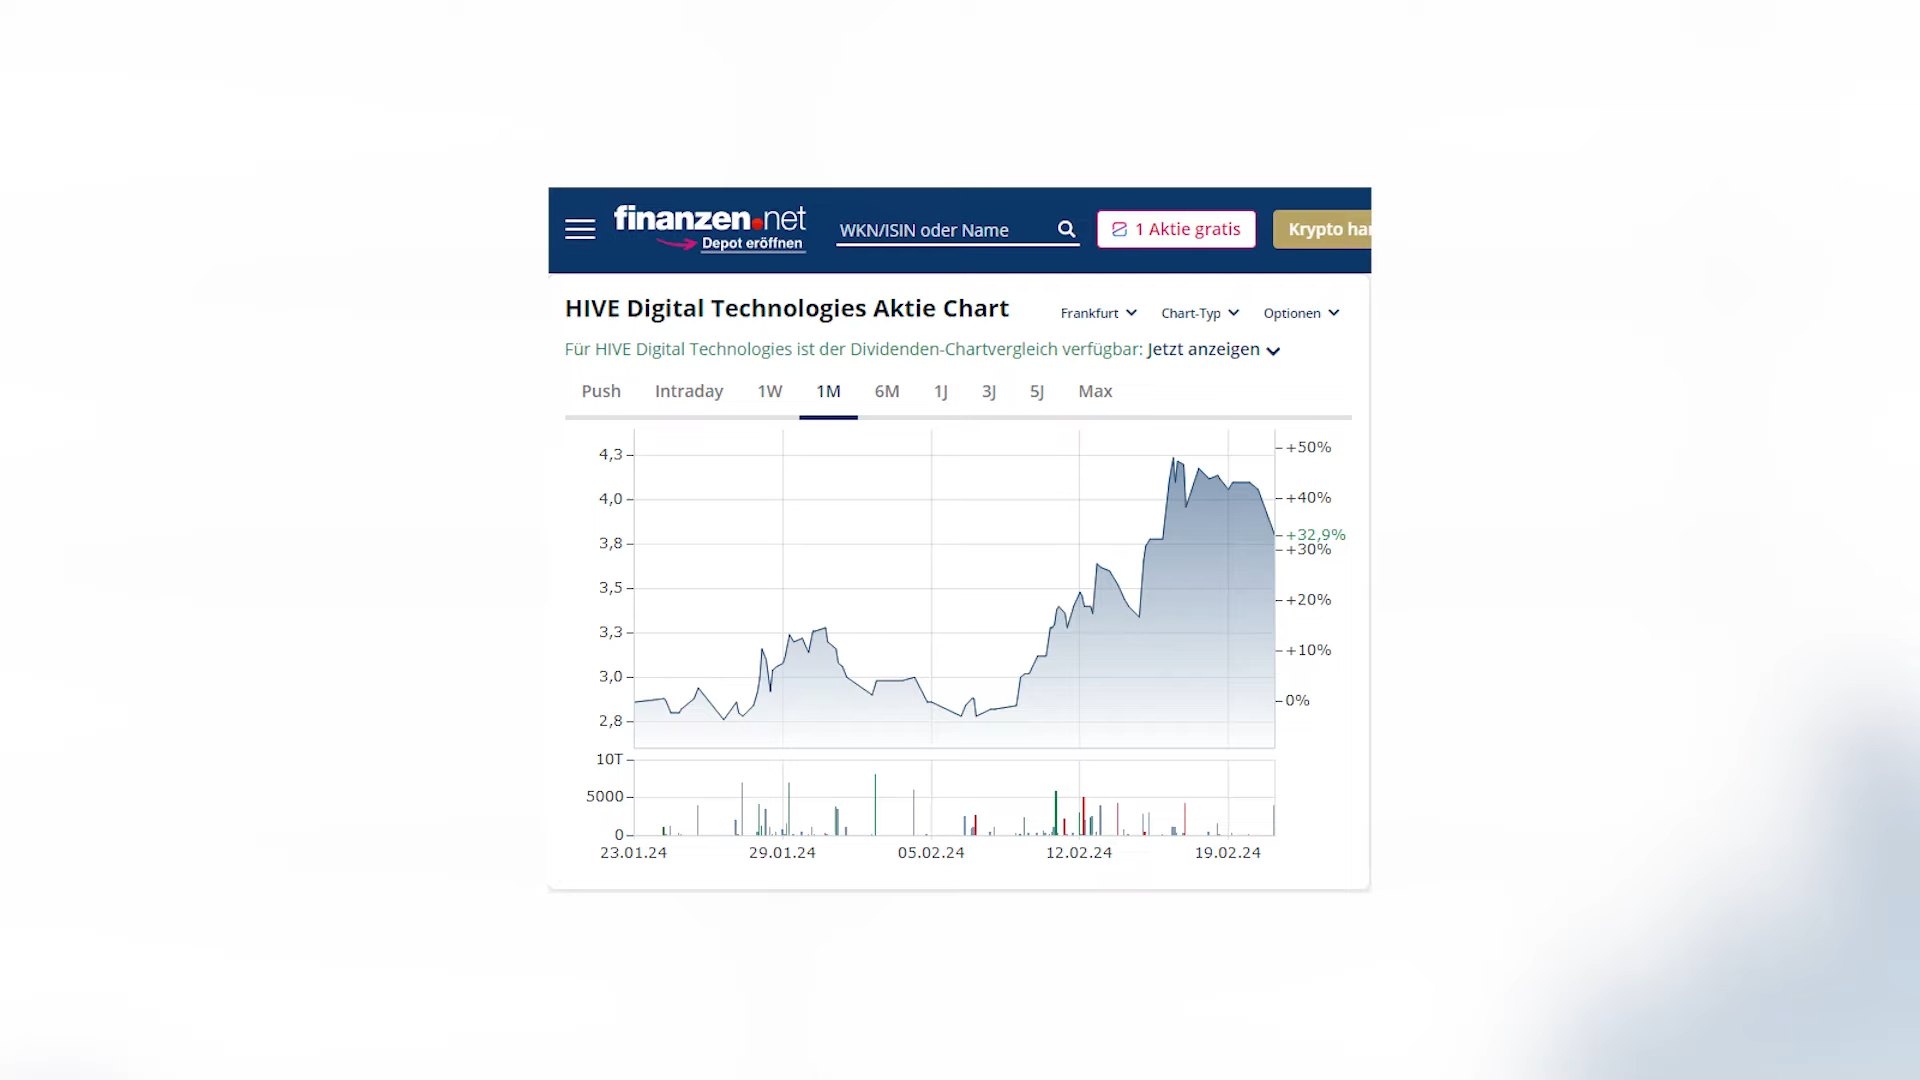 finanzen.net
Depot eröffnen
WKN/ISIN oder Name
1 Aktie gratis
Krypto
HIVE Digital Technologies Aktie Chart
Frankfurt
Chart-Typ
Optionen
Für HIVE Digital Technologies ist der Dividenden-Chartvergleich verfügbar: Jetzt anzeigen
Push Intraday 1W 1M 6M 1J 3J 5J Max
4,3
4,0
3,8
3,5
3,3
3,0
2,8
+50%
+40%
+32,9%
+30%
+20%
+10%
0%
10T
5000
0
23.01.24 29.01.24 05.02.24 12.02.24 19.02.24